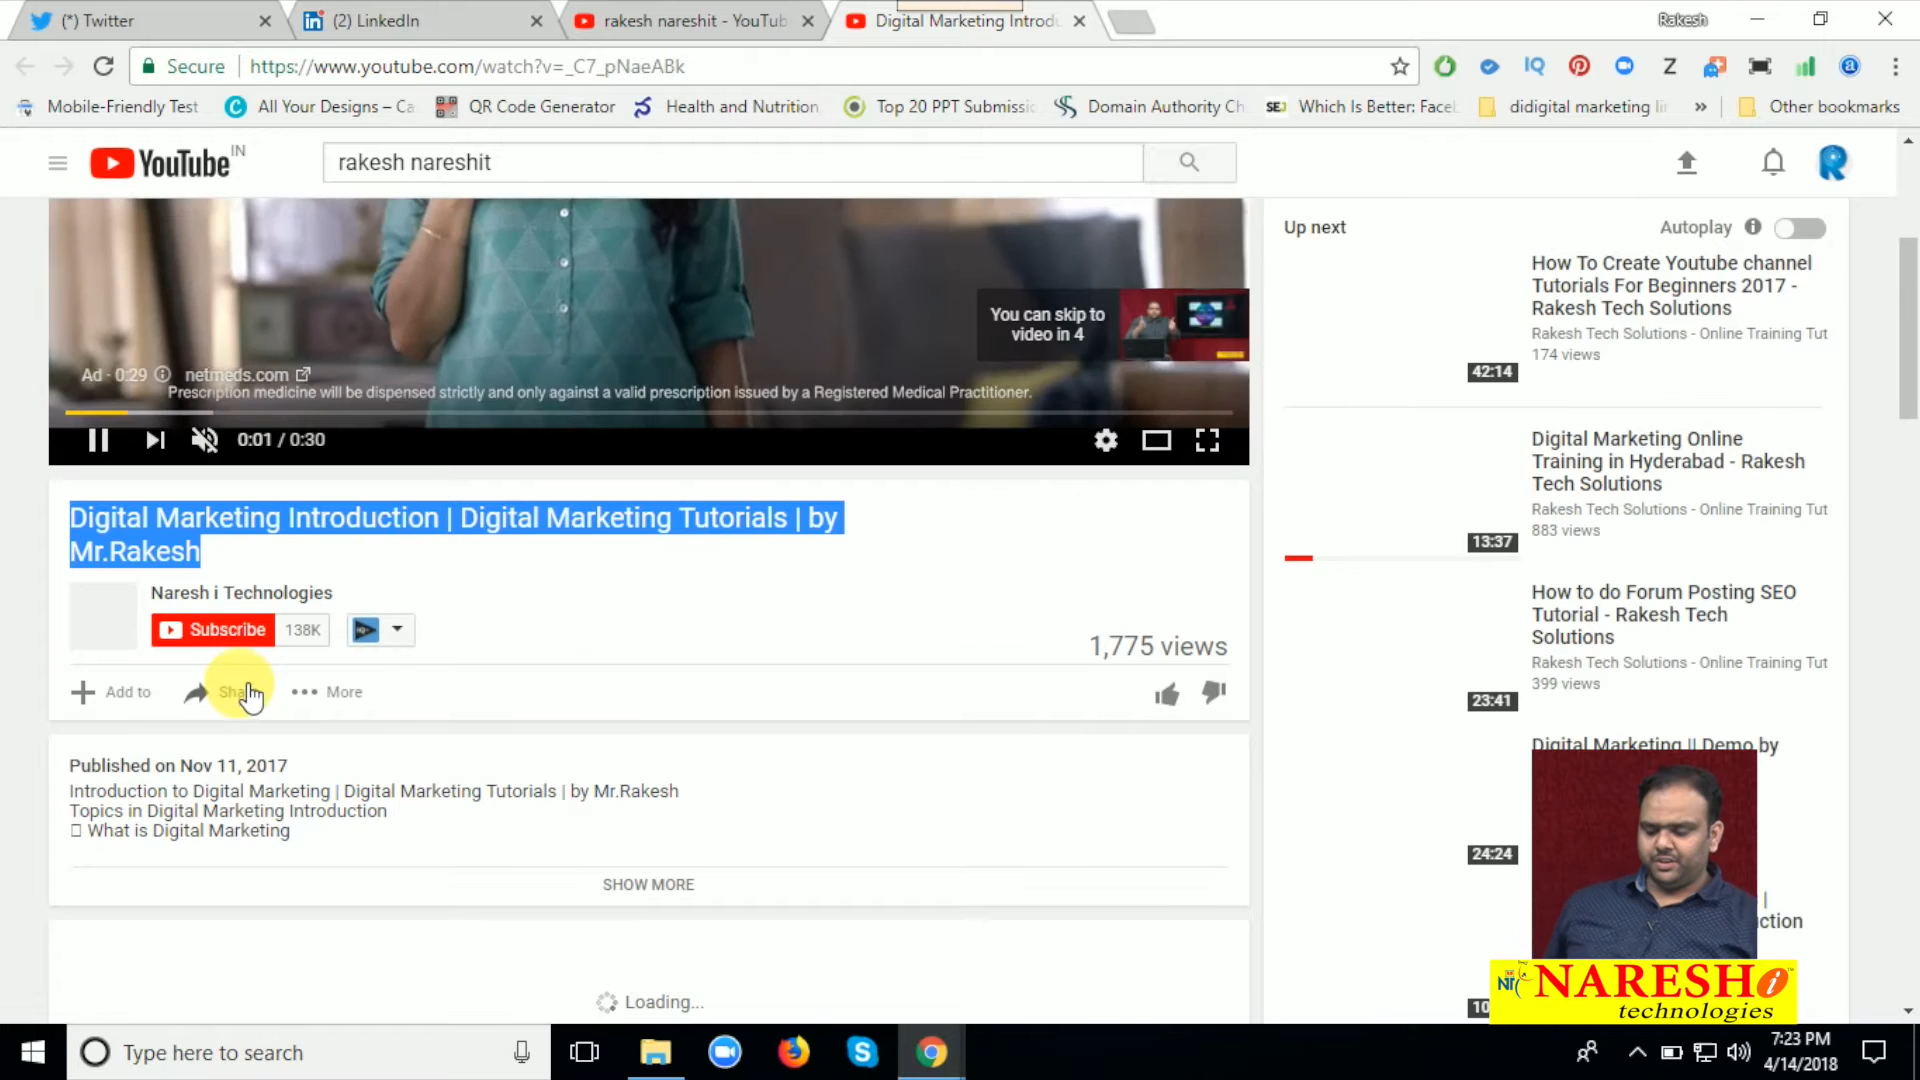 (*) Twitter
(2) LinkedIn
rakesh nareshit - YouTub
Digital Marketing Introdu
Rakesh
Secure
https://www.youtube.com/watch?v=_C7_pNaeABk
Mobile-Friendly Test
All Your Designs – Ca
QR Code Generator
Health and Nutrition
Top 20 PPT Submissic
Domain Authority Ch
SEJ
Which Is Better: Facel
didigital marketing lin
»
Other bookmarks
YouTube IN
rakesh nareshit
You can skip to
video in 4
Ad · 0:29
netmeds.com
Prescription medicine will be dispensed strictly and only against a valid prescription issued by a Registered Medical Practitioner.
0:01 / 0:30
Digital Marketing Introduction | Digital Marketing Tutorials | by
Mr.Rakesh
Naresh i Technologies
Subscribe
138K
1,775 views
Add to
More
Published on Nov 11, 2017
Introduction to Digital Marketing | Digital Marketing Tutorials | by Mr.Rakesh
Topics in Digital Marketing Introduction
What is Digital Marketing
SHOW MORE
Loading...
Up next
Autoplay
How To Create Youtube channel
Tutorials For Beginners 2017 -
Rakesh Tech Solutions
Rakesh Tech Solutions - Online Training Tut
174 views
42:14
Digital Marketing Online
Training in Hyderabad - Rakesh
Tech Solutions
Rakesh Tech Solutions - Online Training Tut
883 views
13:37
How to do Forum Posting SEO
Tutorial - Rakesh Tech
Solutions
Rakesh Tech Solutions - Online Training Tut
399 views
23:41
Digital Marketing || Demo by
24:24
NARESH i
technologies
Type here to search
7:23 PM
4/14/2018